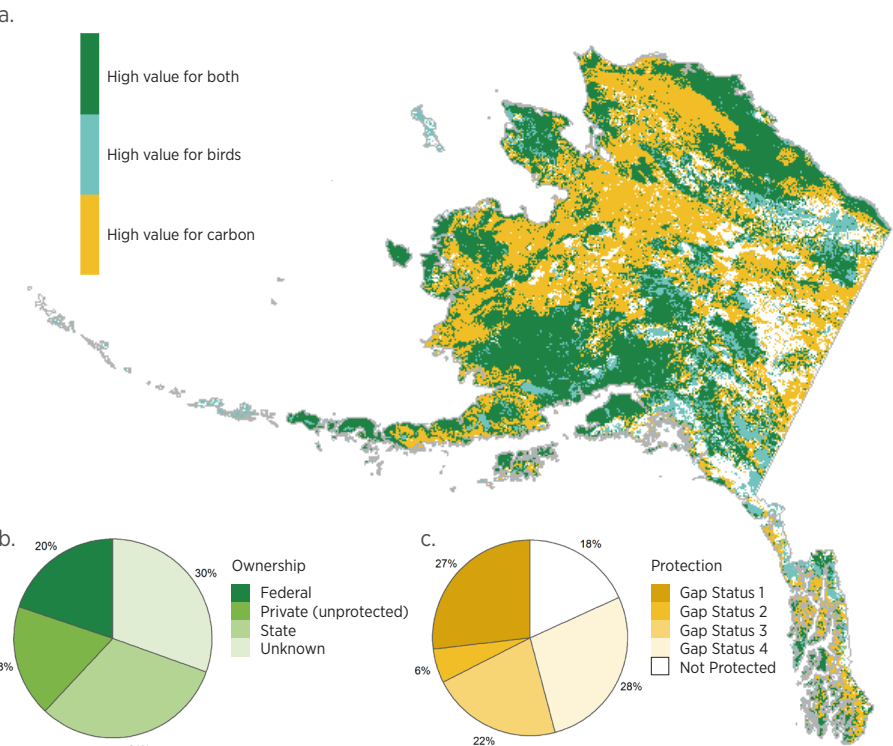 a.
High value for both
High value for birds
High value for carbon
b.
20%
30%
Ownership
Federal
Private (unprotected)
State
Unknown
c.
27%
18%
6%
22%
28%
Protection
Gap Status 1
Gap Status 2
Gap Status 3
Gap Status 4
Not Protected